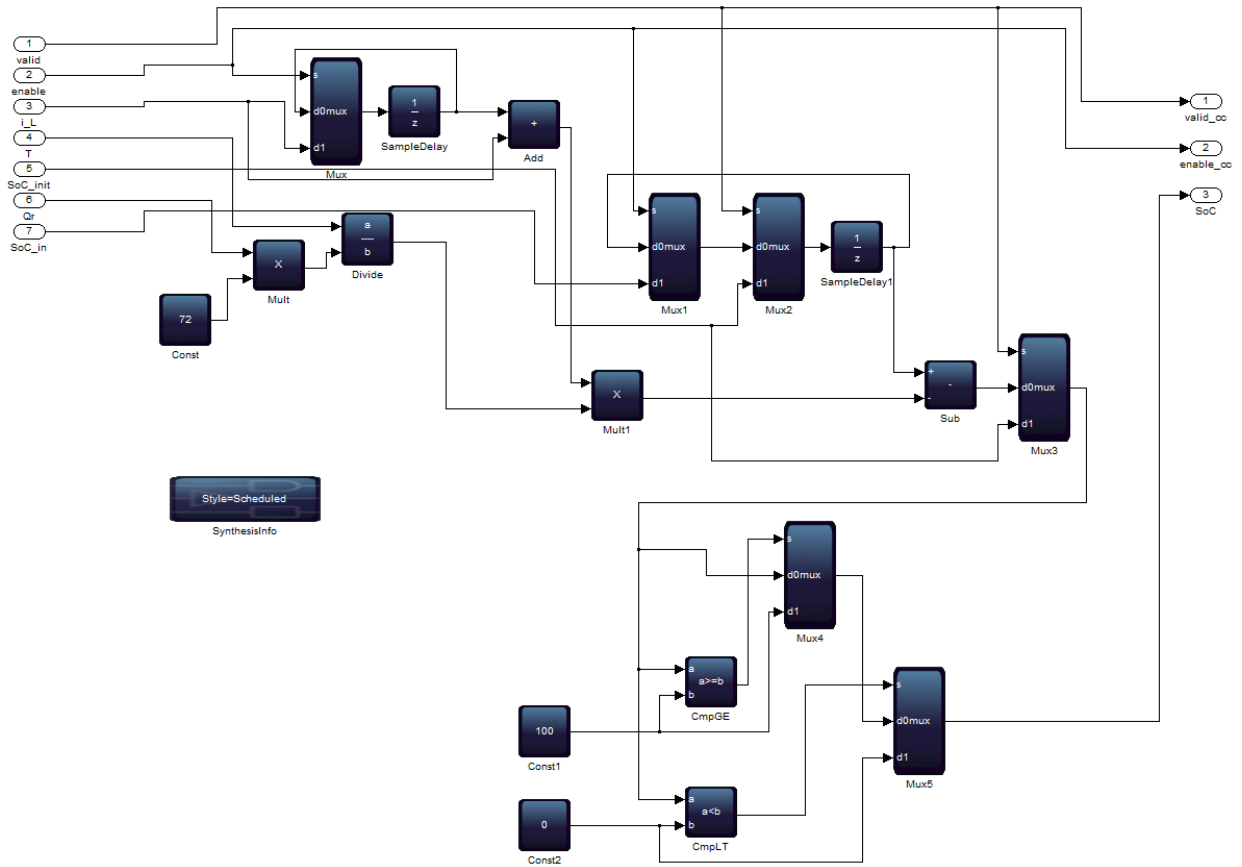 1
valid
2
enable
3
i_L
4
T
5
SoC_init
6
Qr
7
SoC_in
s
d0mux
d1
Mux
1
z
SampleDelay
+
Add
1
valid_cc
2
enable_cc
3
SoC
a
b
Divide
X
Mult
72
Const
s
d0mux
d1
Mux1
s
d0mux
d1
Mux2
1
z
SampleDelay1
X
Mult1
+
-
-
Sub
s
d0mux
d1
Mux3
Style=Scheduled
SynthesisInfo
s
d0mux
d1
Mux4
a
a>=b
b
CmpGE
100
Const1
s
d0mux
d1
Mux5
a
a<b
b
CmpLT
0
Const2